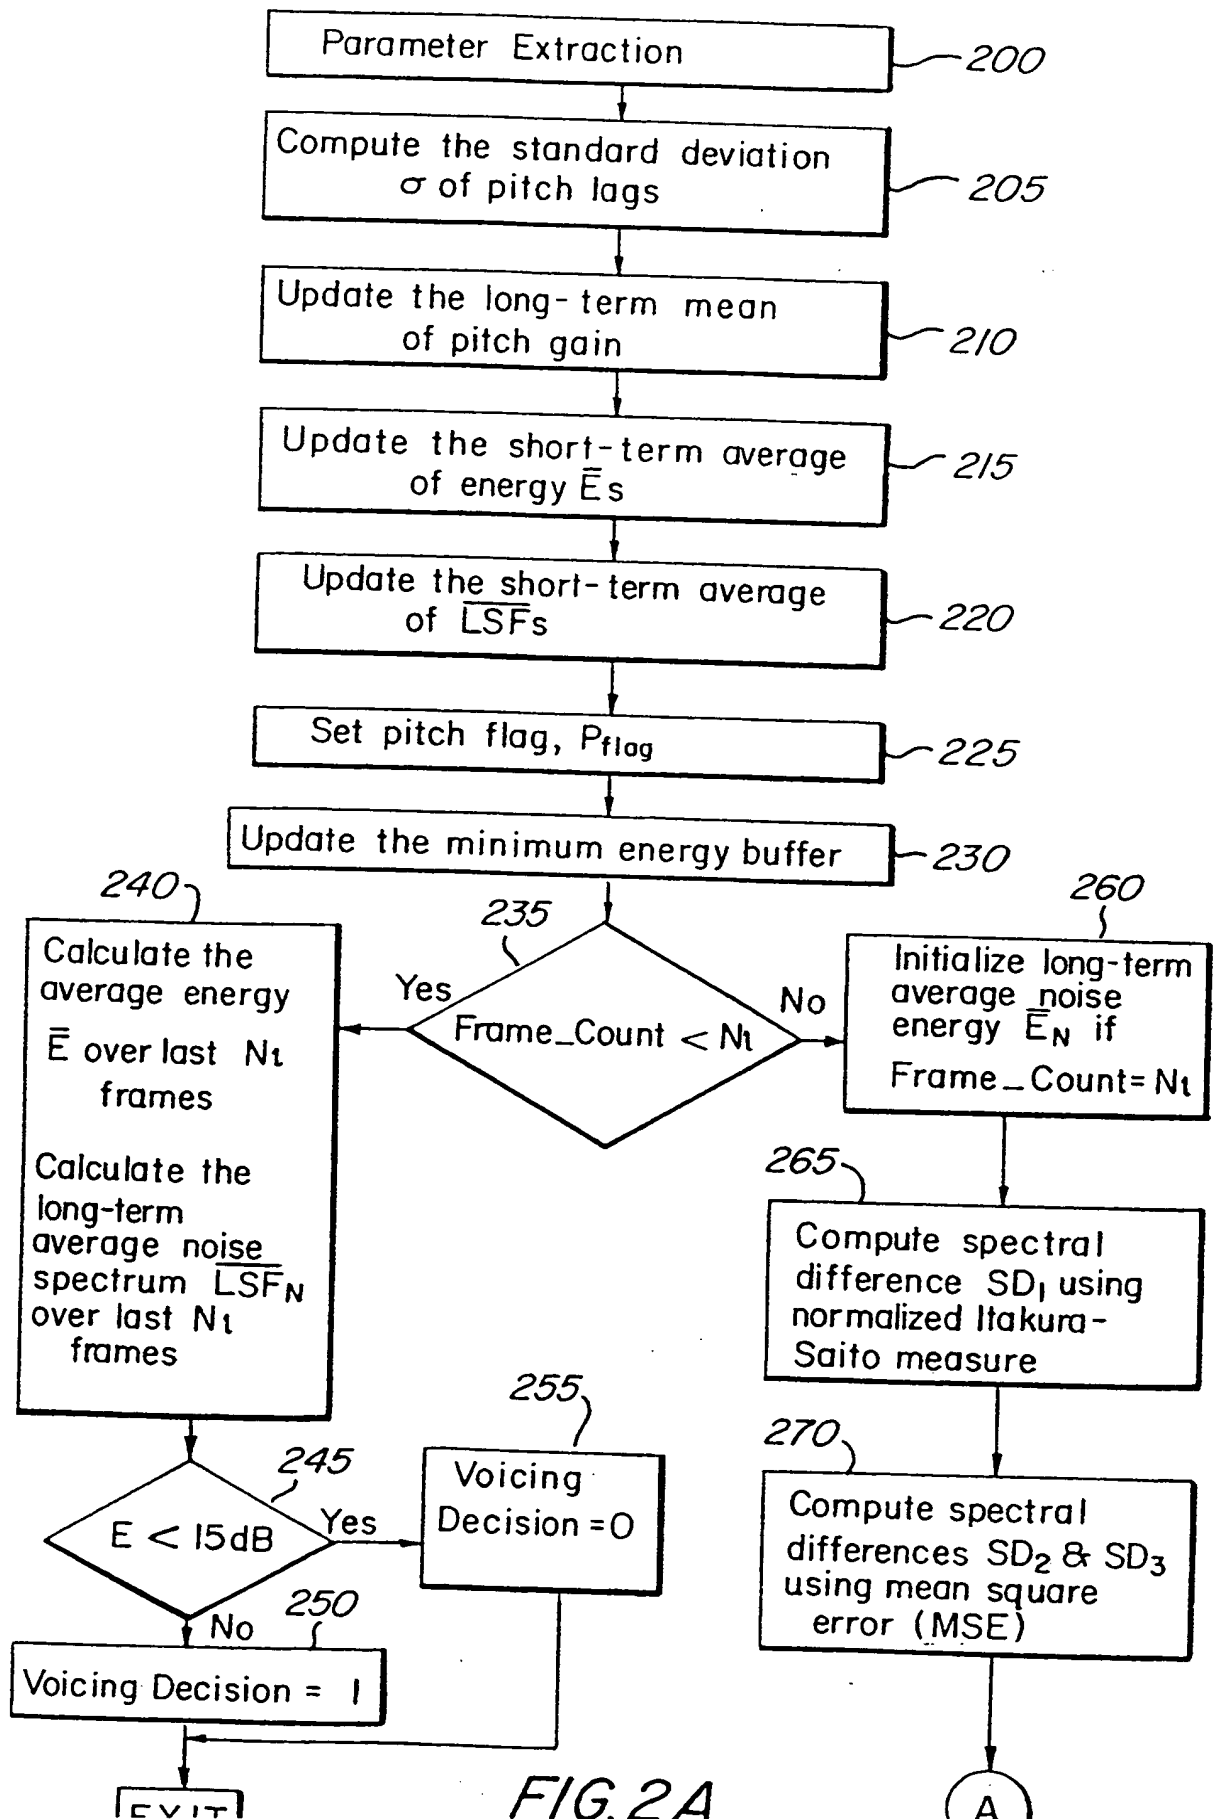 Parameter Extraction
200
Compute the standard deviation
σ of pitch lags
205
Update the long-term mean
of pitch gain
210
Update the short-term average
of energy E̅s
215
Update the short-term average
of L̅S̅F̅s
220
Set pitch flag, Pflag
225
Update the minimum energy buffer
230
240
Calculate the
average energy
E̿ over last Nι
frames
Calculate the
long-term
average noise
spectrum L̅S̅F̅N
over last Nι
frames
235
Yes
Frame_Count < Nι
No
260
Initialize long-term
average noise
energy E̿N if
Frame_Count = Nι
265
Compute spectral
difference SD₁ using
normalized Itakura-
Saito measure
270
Compute spectral
differences SD₂ & SD₃
using mean square
error (MSE)
245
E < 15dB
Yes
255
Voicing
Decision = 0
No
250
Voicing Decision = 1
EXIT
FIG. 2A
A